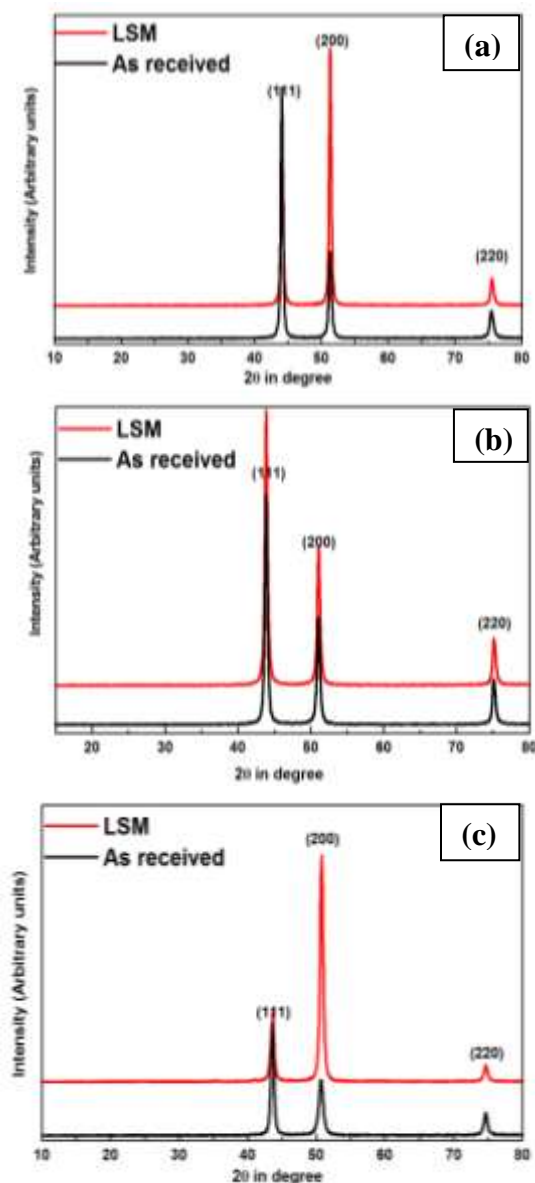 LSM
As received
(111)
(200)
(a)
(220)
Intensity (Arbitrary units)
10 20 30 40 50 60 70 80
2θ in degree
LSM
As received
(111)
(200)
(b)
(220)
Intensity (Arbitrary units)
20 30 40 50 60 70 80
2θ in degree
LSM
As received
(111)
(200)
(c)
(220)
Intensity (Arbitrary units)
10 20 30 40 50 60 70 80
2θ in degree